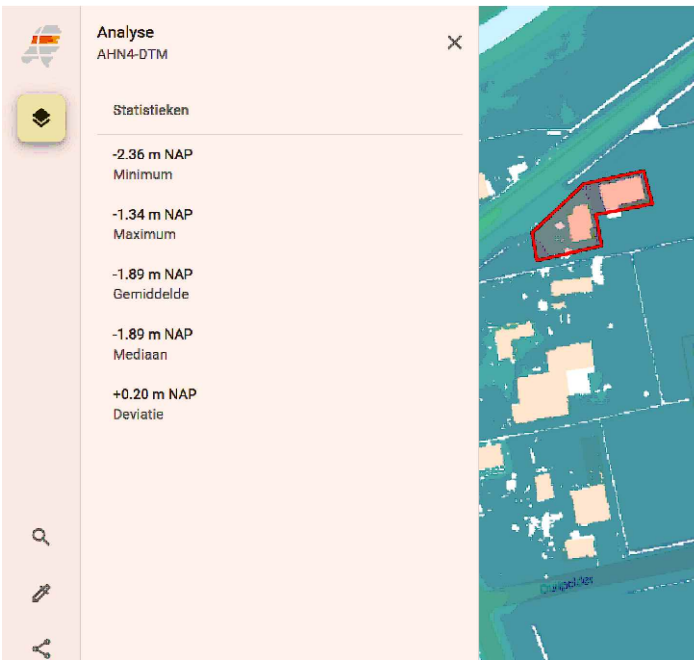 Analyse
AHN4-DTM
Statistieken
-2.36 m NAP
Minimum
-1.34 m NAP
Maximum
-1.89 m NAP
Gemiddelde
-1.89 m NAP
Mediaan
+0.20 m NAP
Deviatie